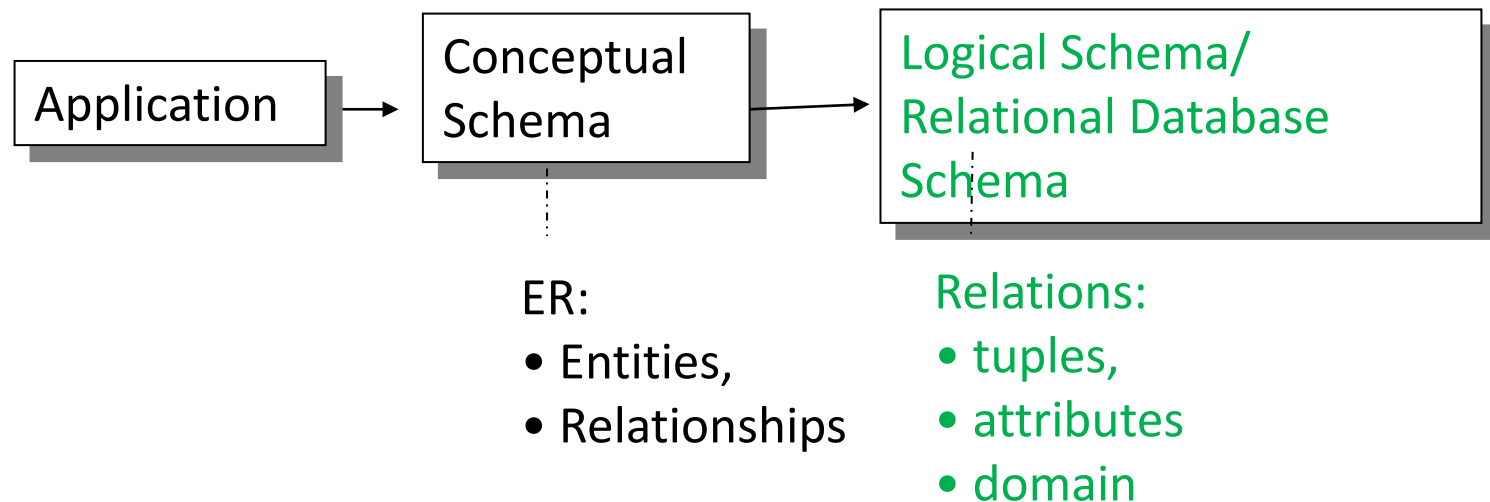 Application
Conceptual
Schema
Logical Schema/
Relational Database
Schema
ER:
• Entities,
• Relationships
Relations:
• tuples,
• attributes
• domain